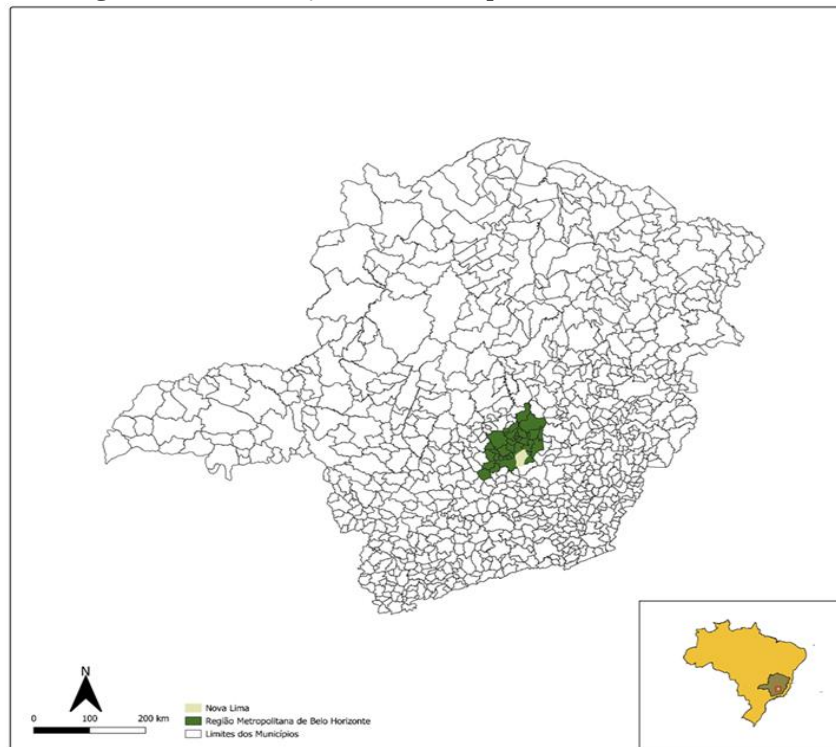 N
0 100 200 km
Nova Lima
Região Metropolitana de Belo Horizonte
Limites dos Municípios